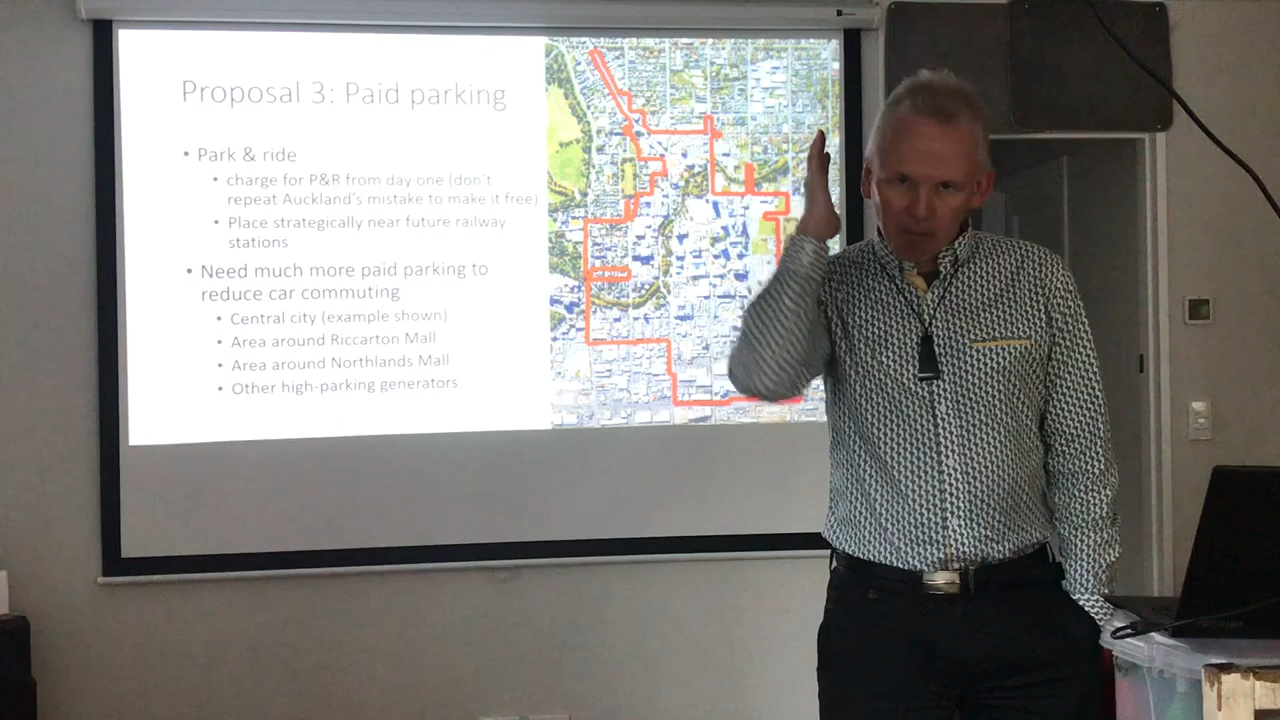 Proposal 3: Paid parking
• Park & ride
• charge for P&R from day one (don't
repeat Auckland's mistake to make it free)
• Place strategically near future railway
stations
• Need much more paid parking to
reduce car commuting
• Central city (example shown)
• Area around Riccarton Mall
• Area around Northlands Mall
• Other high-parking generators